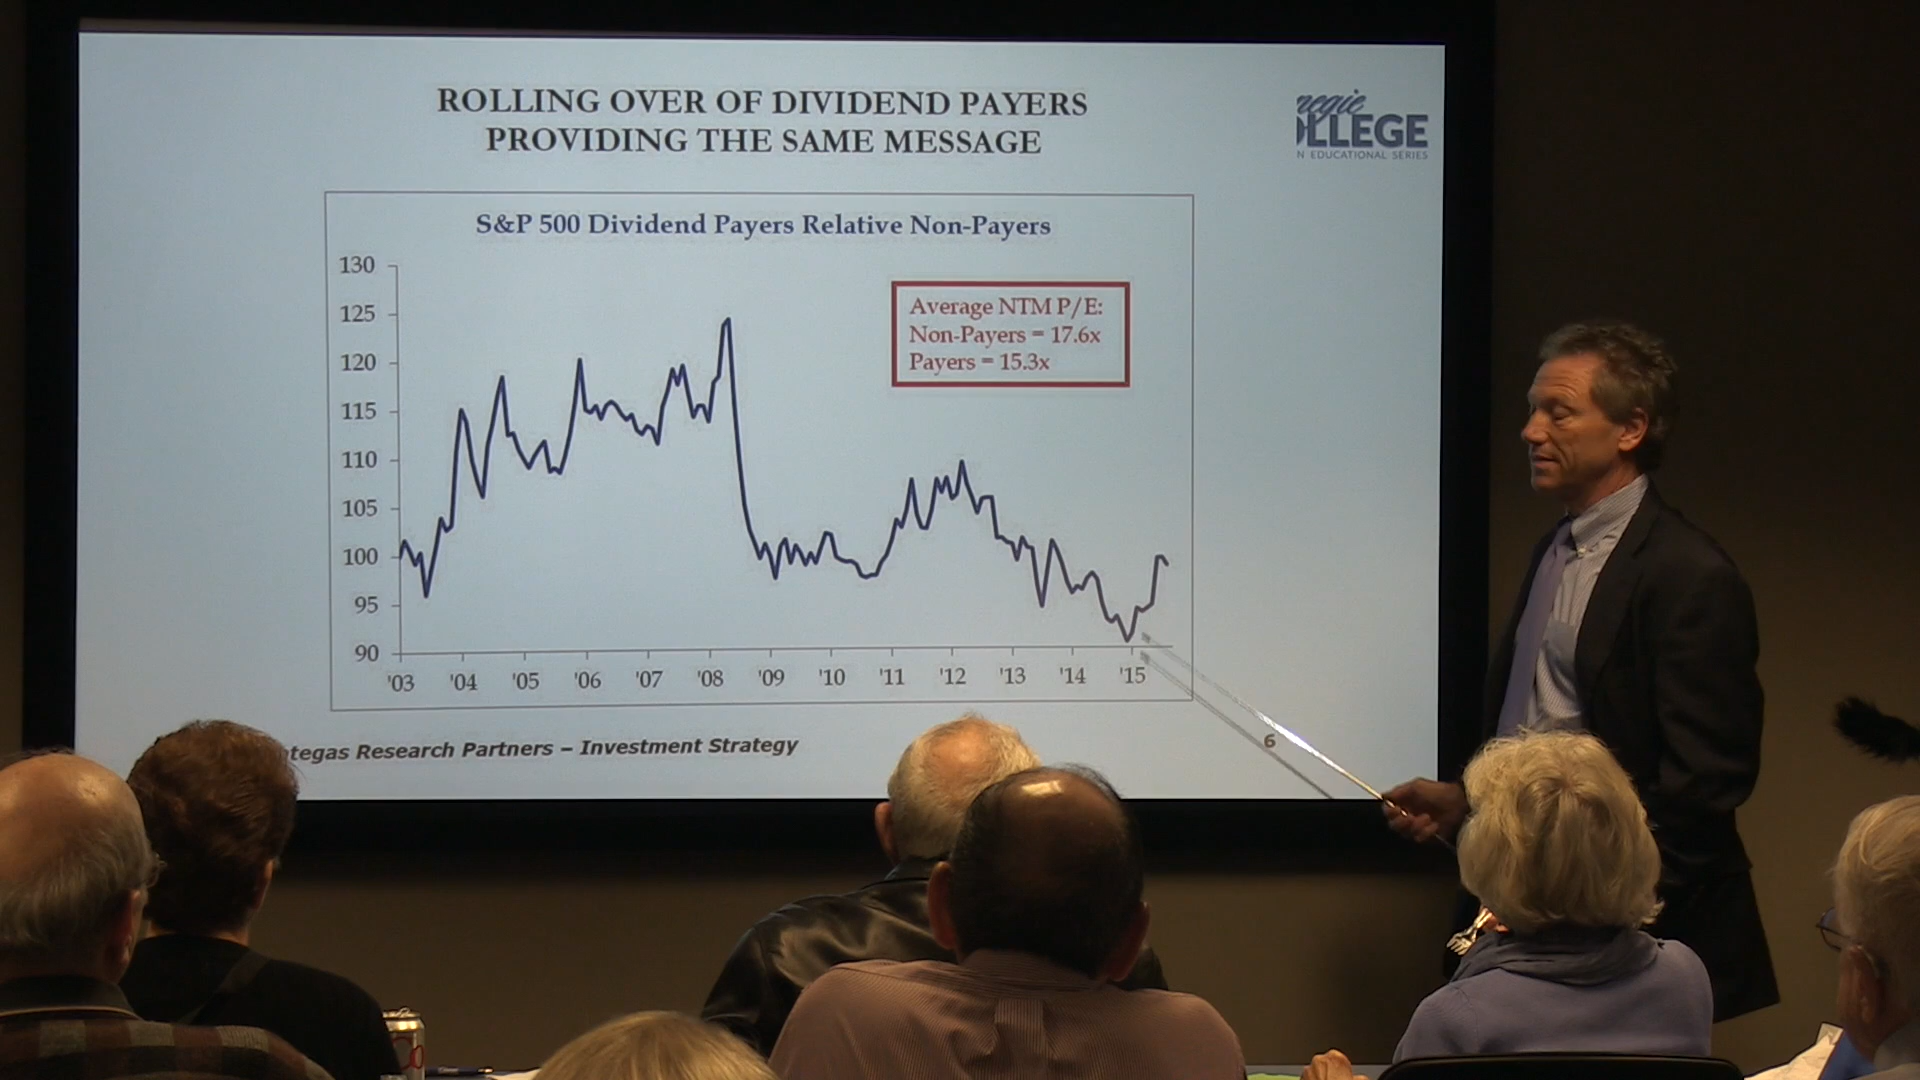 ROLLING OVER OF DIVIDEND PAYERS
PROVIDING THE SAME MESSAGE
negie
OLLEGE
N EDUCATIONAL SERIES
S&P 500 Dividend Payers Relative Non-Payers
130
125
120
115
110
105
100
95
90
Average NTM P/E:
Non-Payers = 17.6x
Payers = 15.3x
'03 '04 '05 '06 '07 '08 '09 '10 '11 '12 '13 '14 '15
tegas Research Partners – Investment Strategy
6